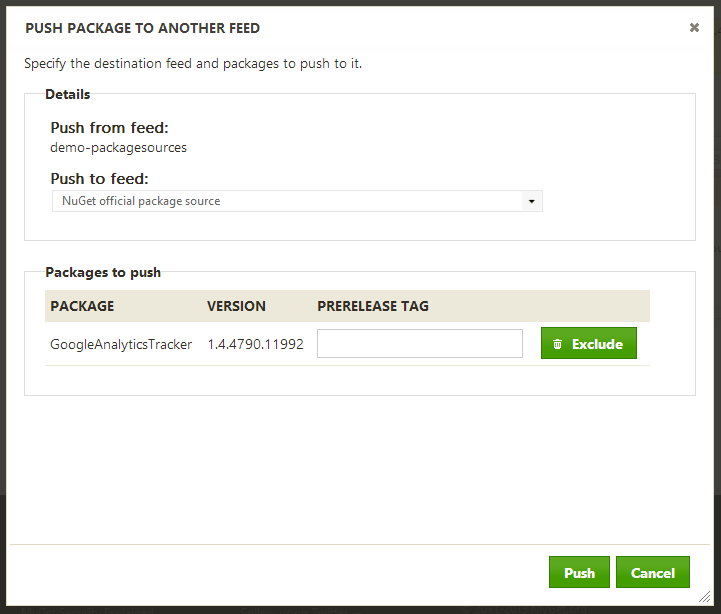 PUSH PACKAGE TO ANOTHER FEED
Specify the destination feed and packages to push to it.
Details
Push from feed:
demo-packagesources
Push to feed:
NuGet official package source
Packages to push
PACKAGE VERSION PRERELEASE TAG
GoogleAnalyticsTracker 1.4.4790.11992 Exclude
Push Cancel